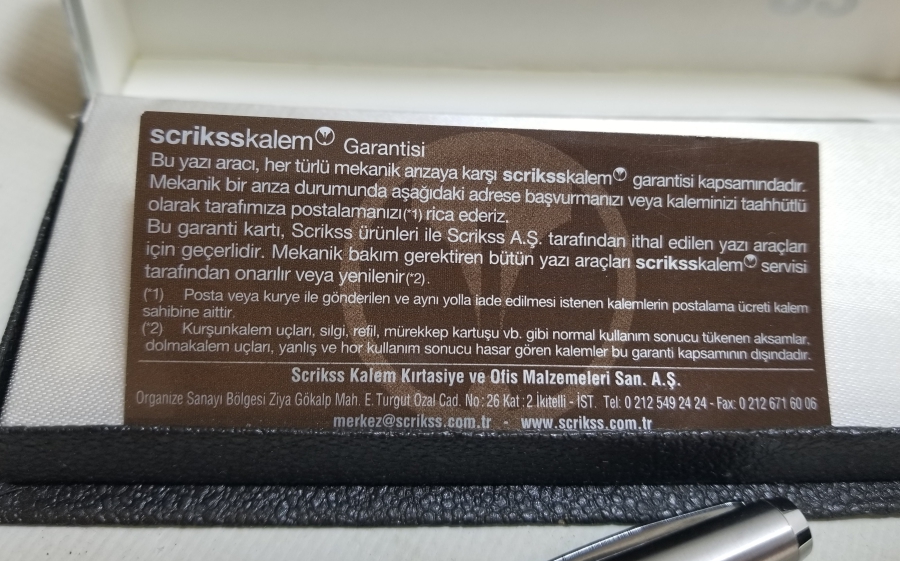 scriksskalem Garantisi
Bu yazı aracı, her türlü mekanik arızaya karşı scriksskalem garantisi kapsamındadır.
Mekanik bir arıza durumunda aşağıdaki adrese başvurmanızı veya kaleminizi taahhütlü
olarak tarafımıza postalamanızı(*1) rica ederiz.
Bu garanti kartı, Scrikss ürünleri ile Scrikss A.Ş. tarafından ithal edilen yazı araçları
için geçerlidir. Mekanik bakım gerektiren bütün yazı araçları scriksskalem servisi
tarafından onarılır veya yenilenir(*2).
(*1) Posta veya kurye ile gönderilen ve aynı yolla iade edilmesi istenen kalemlerin postalama ücreti kalem
sahibine aittir.
(*2) Kurşunkalem uçları, silgi, refil, mürekkep kartuşu vb. gibi normal kullanım sonucu tükenen aksamlar,
dolmakalem uçları, yanlış ve hor kullanım sonucu hasar gören kalemler bu garanti kapsamının dışındadır.
Scrikss Kalem Kırtasiye ve Ofis Malzemeleri San. A.Ş.
Organize Sanayi Bölgesi Ziya Gökalp Mah. E.Turgut Özal Cad. No: 26 Kat : 2 İkitelli - İST. Tel: 0 212 549 24 24 - Fax: 0 212 671 60 06
merkez@scrikss.com.tr - www.scrikss.com.tr